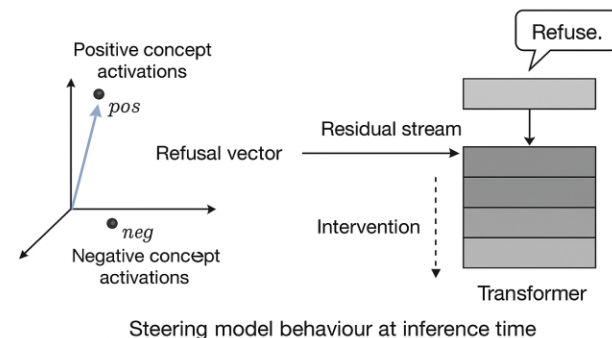 Positive concept
activations
pos
neg
Negative concept
activations
Refusal vector
Residual stream
Intervention
Refuse.
Transformer
Steering model behaviour at inference time